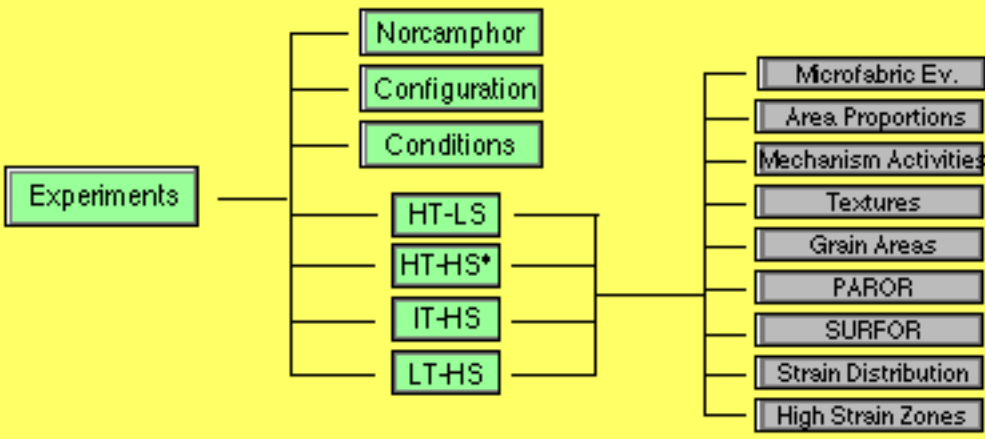 Experiments
Norcamphor
Configuration
Conditions
HT-LS
HT-HS*
IT-HS
LT-HS
Microfabric Ev.
Area Proportions
Mechanism Activities
Textures
Grain Areas
PAROR
SURFOR
Strain Distribution
High Strain Zones